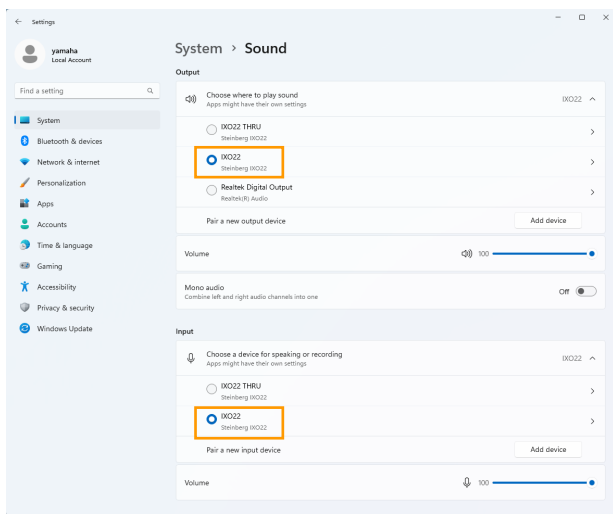 Settings
yamaha
Local Account
Find a setting
System
Bluetooth & devices
Network & internet
Personalization
Apps
Accounts
Time & language
Gaming
Accessibility
Privacy & security
Windows Update
System > Sound
Output
Choose where to play sound
Apps might have their own settings
IXO22
IXO22 THRU
Steinberg IXO22
IXO22
Steinberg IXO22
Realtek Digital Output
Realtek(R) Audio
Pair a new output device
Add device
Volume
100
Mono audio
Combine left and right audio channels into one
Off
Input
Choose a device for speaking or recording
Apps might have their own settings
IXO22
IXO22 THRU
Steinberg IXO22
IXO22
Steinberg IXO22
Pair a new input device
Add device
Volume
100